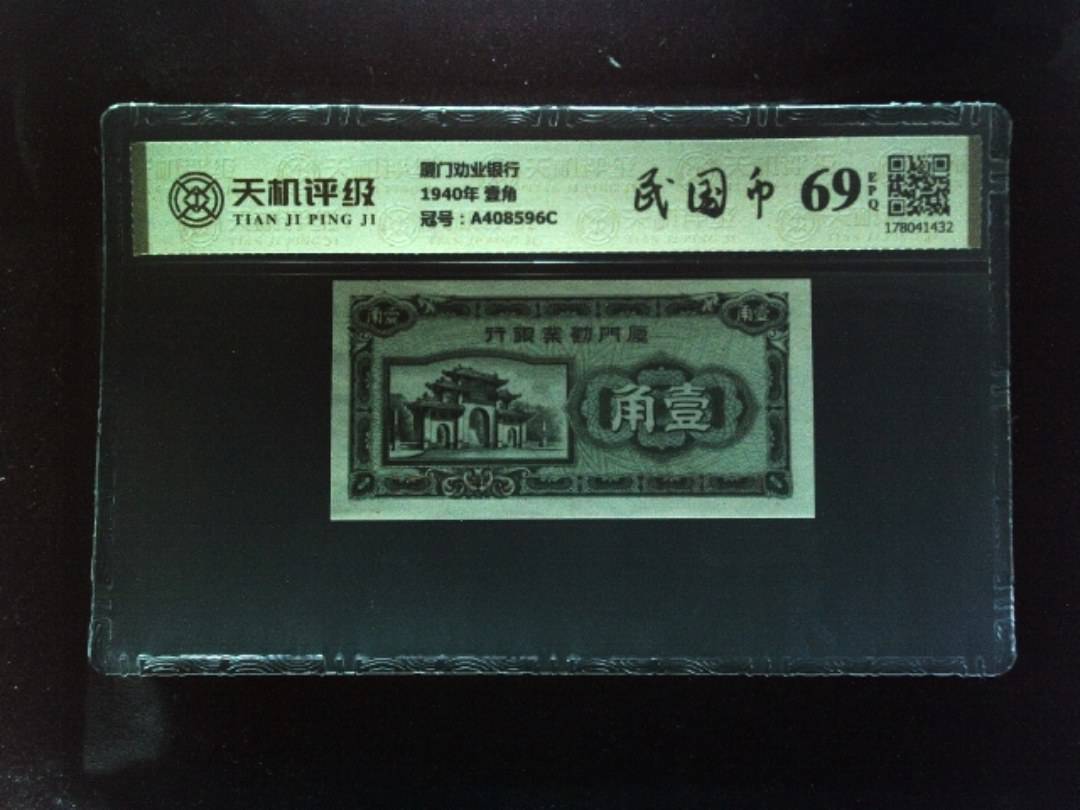 天机评级
TIAN JI PING JI
厦门劝业银行
1940年 壹角
冠号：A408596C
民国币
69
EPQ
178041432
角壹
角壹
行銀業勸門廈
角壹